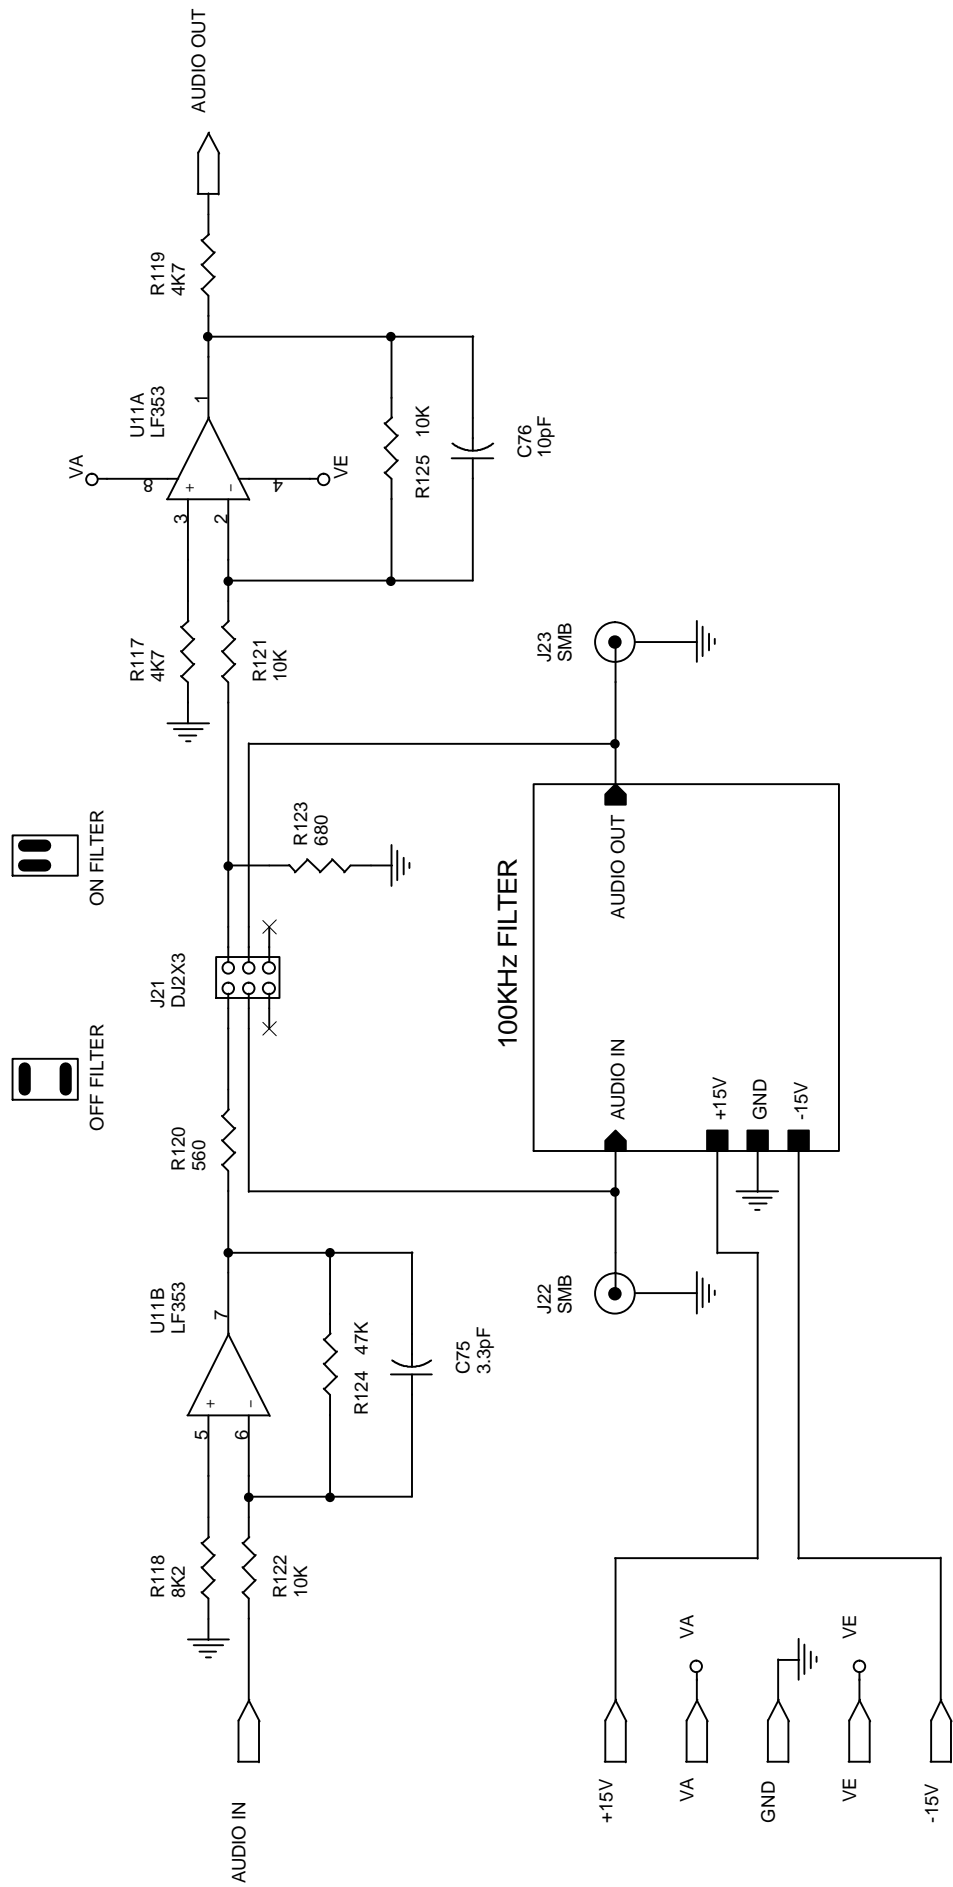 AUDIO IN
R118
8K2
R122
10K
5
6
+
-
U11B
LF353
7
R124 47K
C75
3.3pF
R120
560
OFF FILTER
ON FILTER
J21
DJ2X3
R123
680
R117
4K7
R121
10K
VA
8
3
2
+
-
4
VE
U11A
LF353
1
R125 10K
C76
10pF
R119
4K7
AUDIO OUT
J22
SMB
100KHz FILTER
AUDIO IN
AUDIO OUT
+15V
GND
-15V
J23
SMB
+15V
VA
VA
GND
VE
VE
-15V